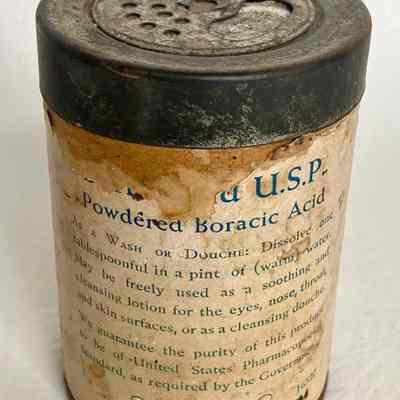 U.S.P.
Powdered Boracic Acid
As a Wash or Douche: Dissolve one
tablespoonful in a pint of (warm) water.
May be freely used as a soothing and
cleansing lotion for the eyes, nose, throat,
and skin surfaces, or as a cleansing douche.
We guarantee the purity of this product
to be of United States Pharmacopoeia
Standard, as required by the Government